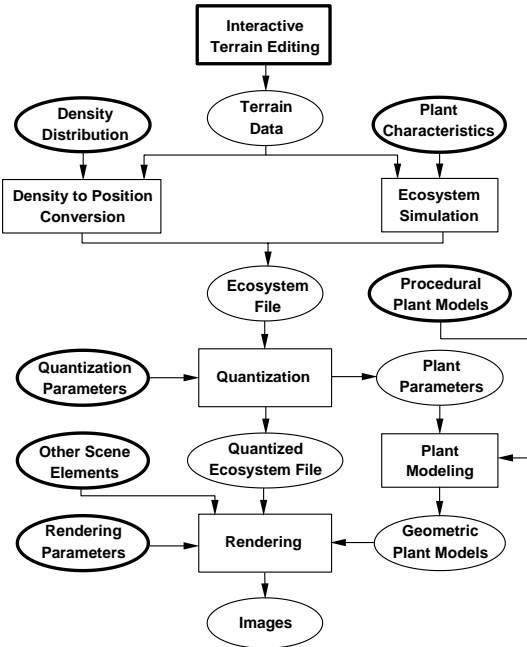 Interactive
Terrain Editing
Density
Distribution
Terrain
Data
Plant
Characteristics
Density to Position
Conversion
Ecosystem
Simulation
Ecosystem
File
Procedural
Plant Models
Quantization
Parameters
Quantization
Plant
Parameters
Other Scene
Elements
Quantized
Ecosystem File
Plant
Modeling
Rendering
Parameters
Rendering
Geometric
Plant Models
Images